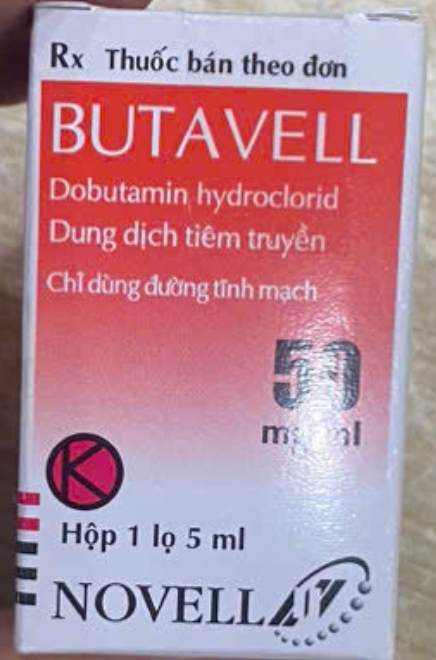 Rx Thuốc bán theo đơn
BUTAVELL
Dobutamin hydroclorid
Dung dịch tiêm truyền
Chỉ dùng đường tĩnh mạch
50
mg/ml
K
Hộp 1 lọ 5 ml
NOVELL